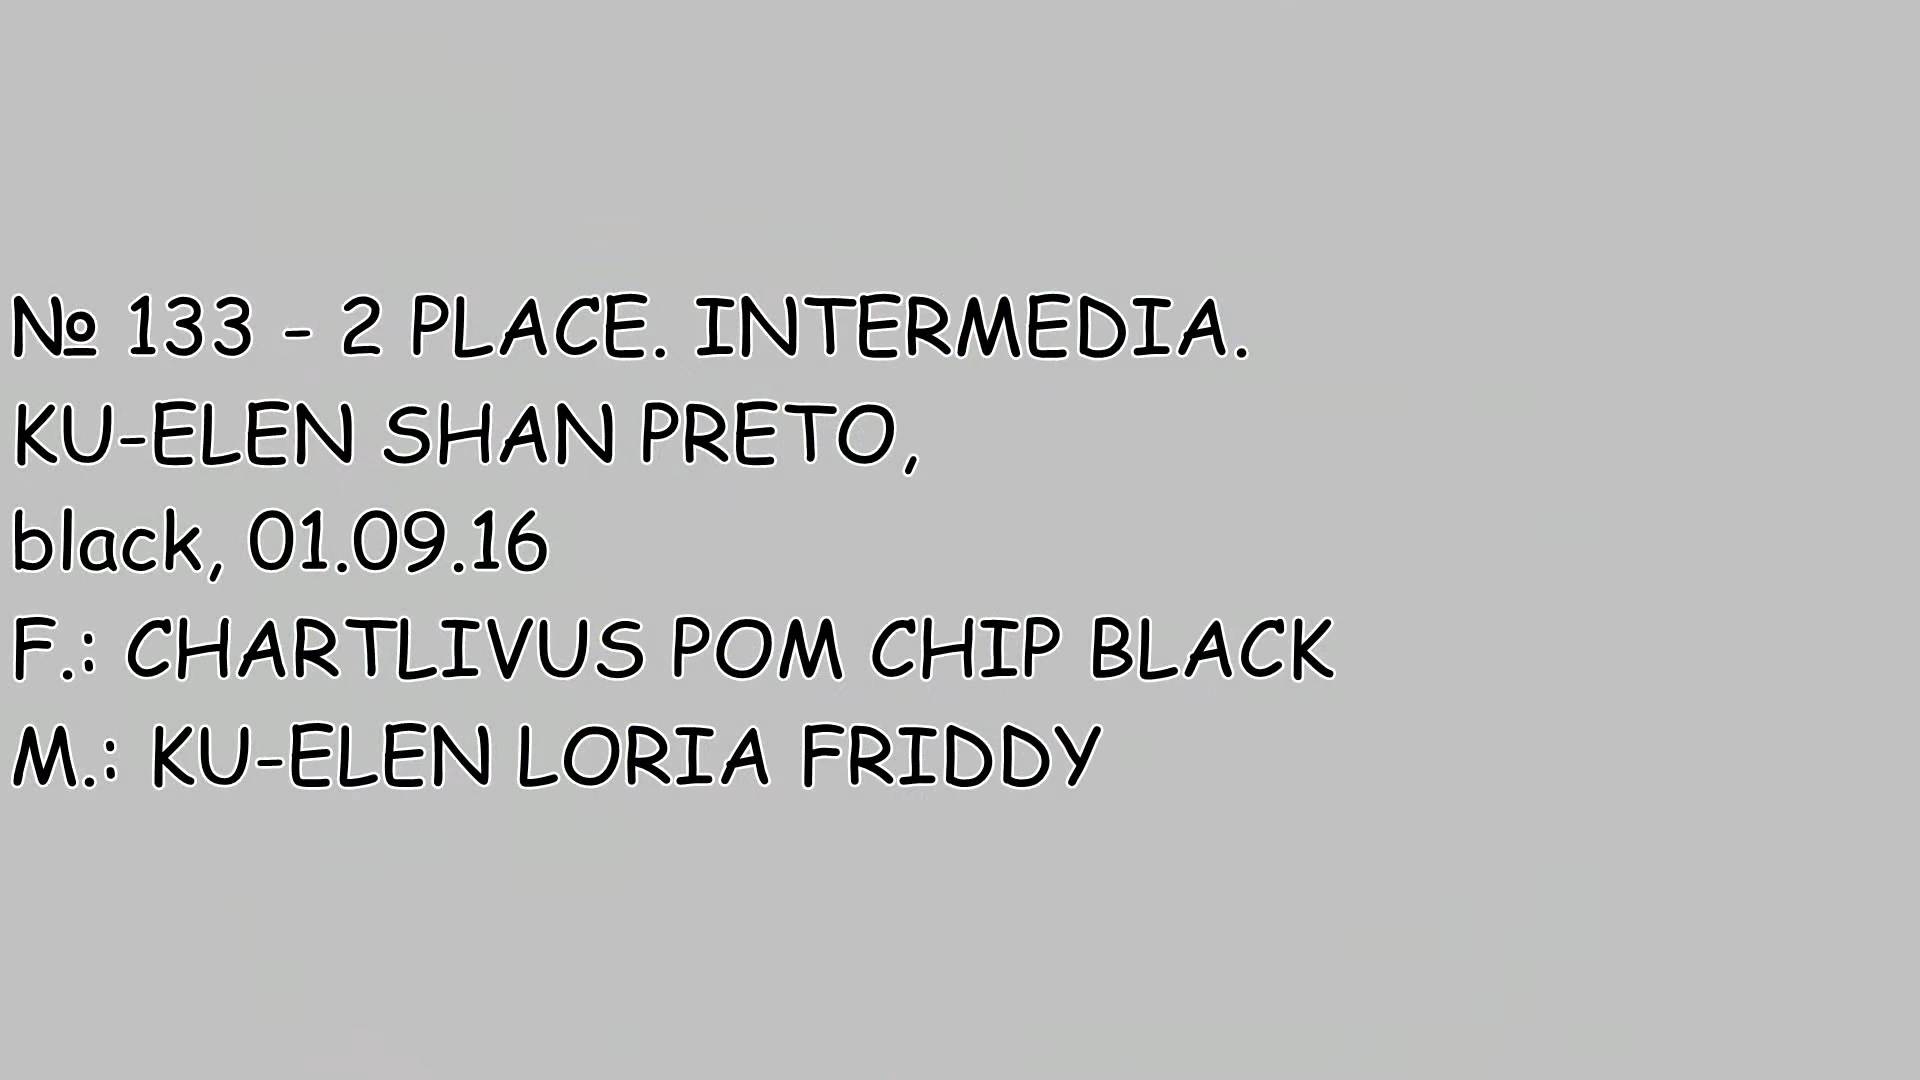 № 133 - 2 PLACE. INTERMEDIA.
KU-ELEN SHAN PRETO,
black, 01.09.16
F.: CHARTLIVUS POM CHIP BLACK
M.: KU-ELEN LORIA FRIDDY